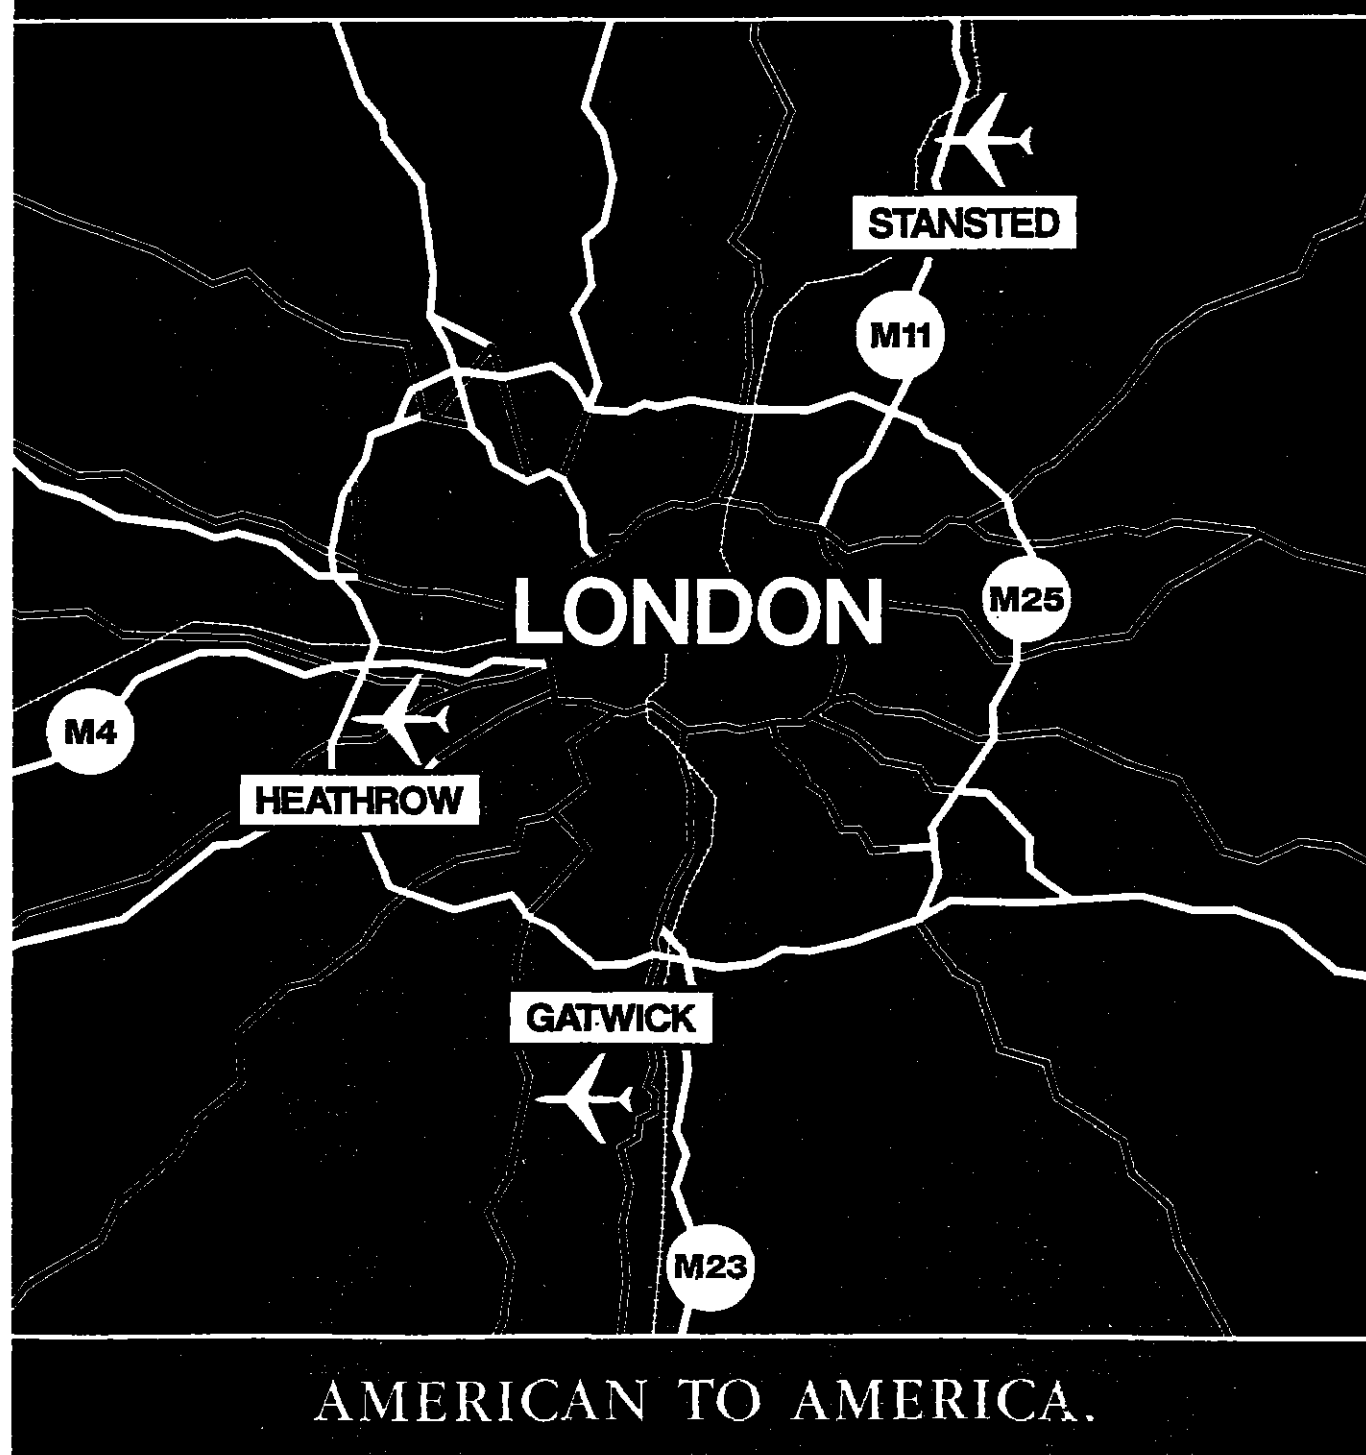 STANSTED
M11
LONDON
M25
M4
HEATHROW
GATWICK
M23
AMERICAN TO AMERICA.